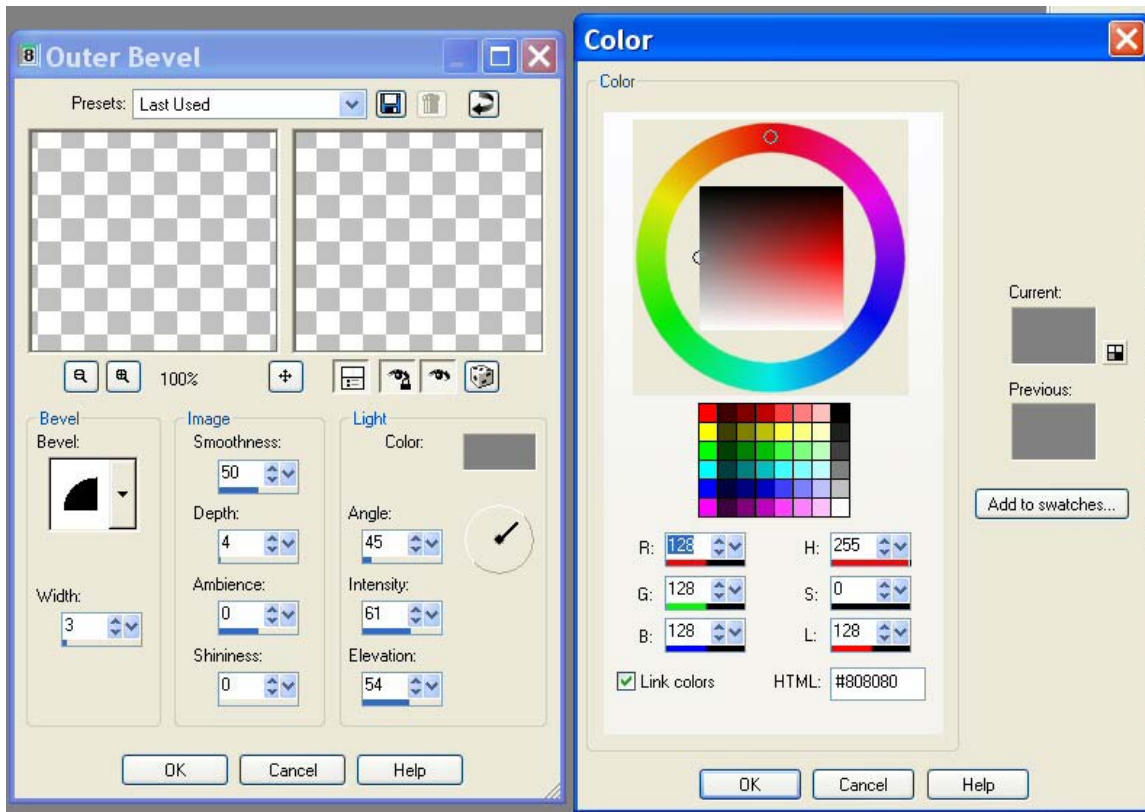 8 Outer Bevel
Presets: Last Used
100%
Bevel
Bevel:
Width:
3
Image
Smoothness:
50
Depth:
4
Ambience:
0
Shininess:
0
Light
Color:
Angle:
45
Intensity:
61
Elevation:
54
OK Cancel Help
Color
Color
Current:
Previous:
Add to swatches...
R: 128 H: 255
G: 128 S: 0
B: 128 L: 128
Link colors HTML: #808080
OK Cancel Help